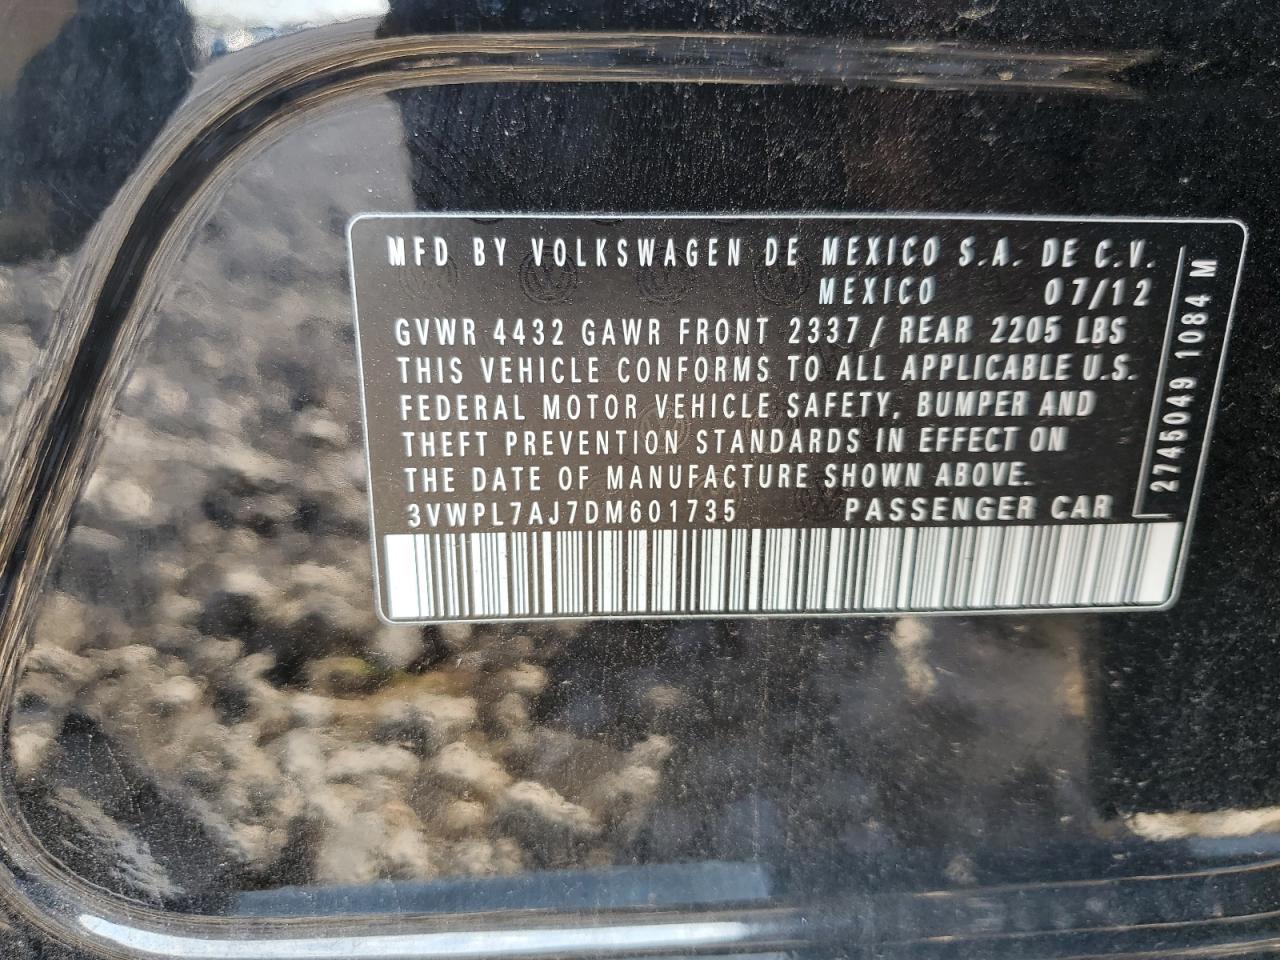 MFD BY VOLKSWAGEN DE MEXICO S.A. DE C.V.
MEXICO 07/12
GVWR 4432 GAWR FRONT 2337/ REAR 2205 LBS
THIS VEHICLE CONFORMS TO ALL APPLICABLE U.S.
FEDERAL MOTOR VEHICLE SAFETY, BUMPER AND
THEFT PREVENTION STANDARDS IN EFFECT ON
THE DATE OF MANUFACTURE SHOWN ABOVE.
3VWPL7AJ7DM601735 PASSENGER CAR
2745049 1084 M